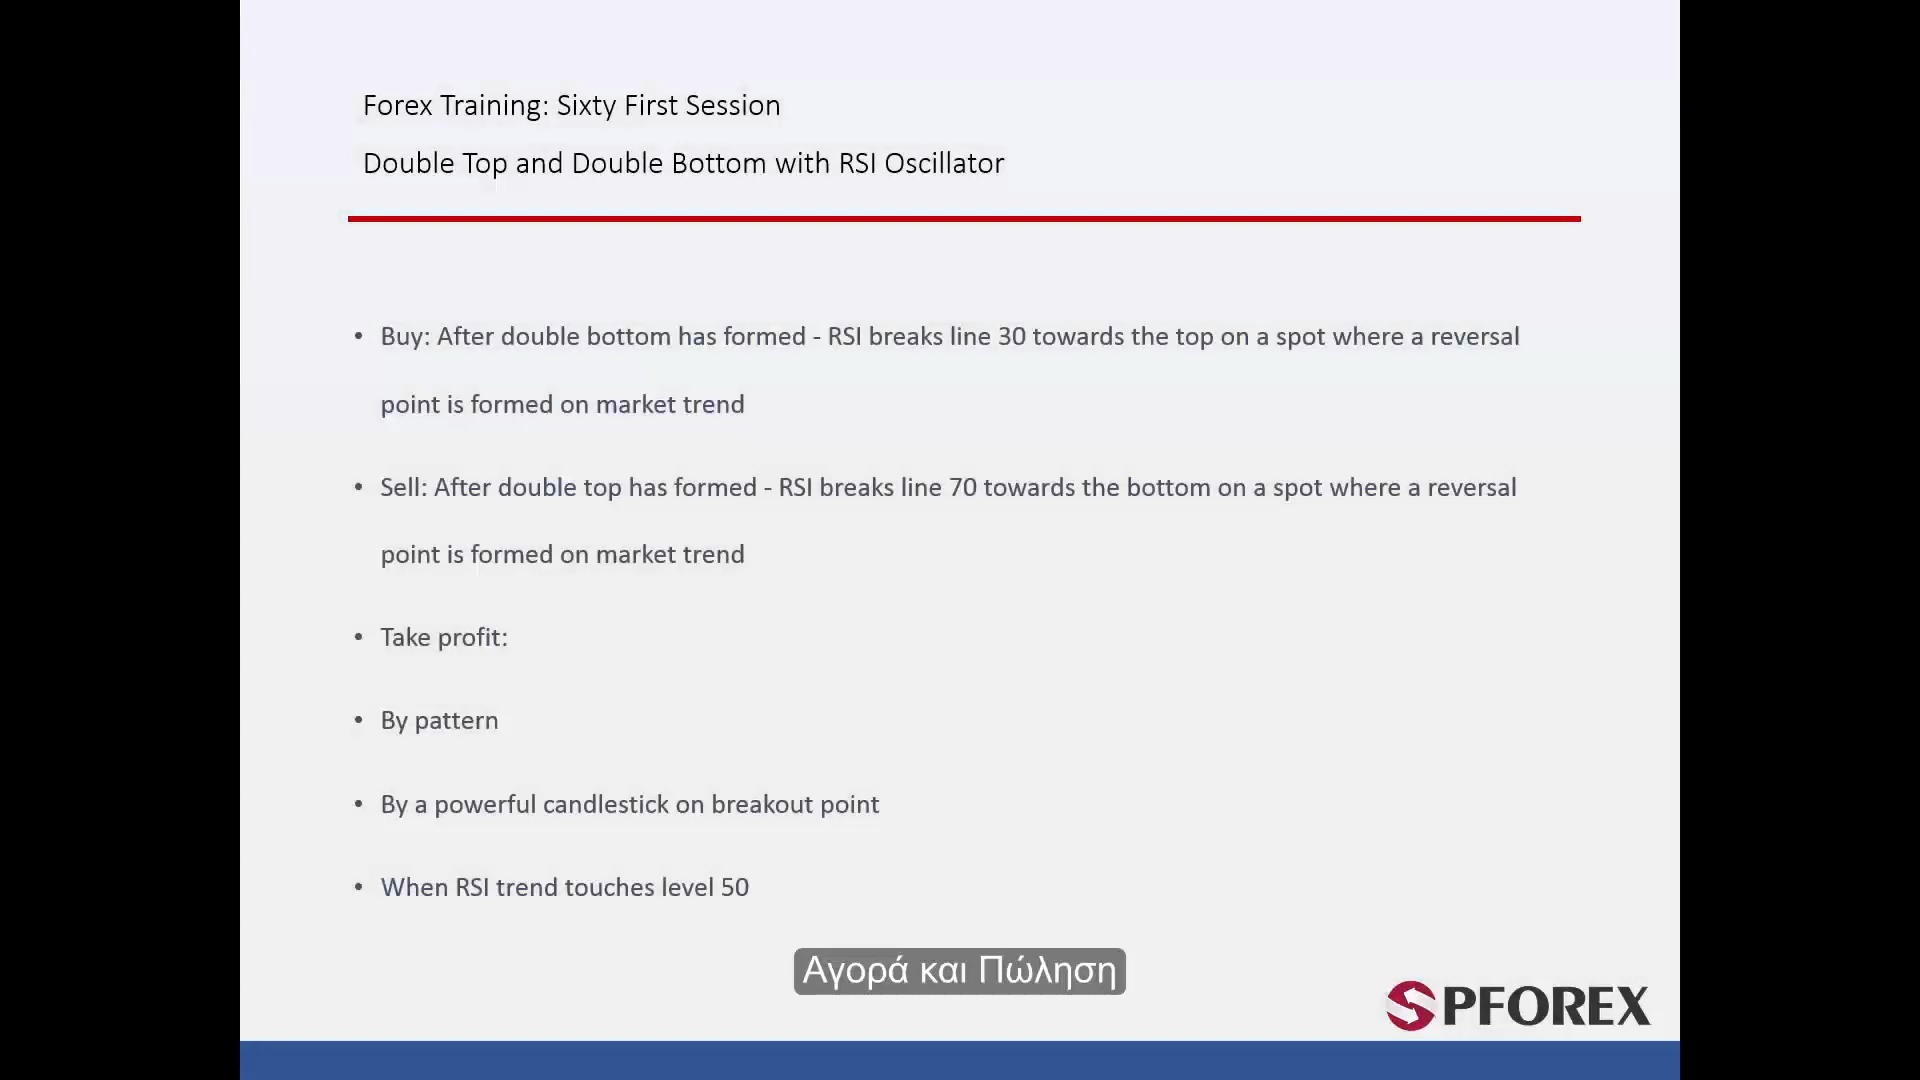 Forex Training: Sixty First Session
Double Top and Double Bottom with RSI Oscillator
• Buy: After double bottom has formed - RSI breaks line 30 towards the top on a spot where a reversal
point is formed on market trend
• Sell: After double top has formed - RSI breaks line 70 towards the bottom on a spot where a reversal
point is formed on market trend
• Take profit:
• By pattern
• By a powerful candlestick on breakout point
• When RSI trend touches level 50
Αγορά και Πώληση
SPFOREX